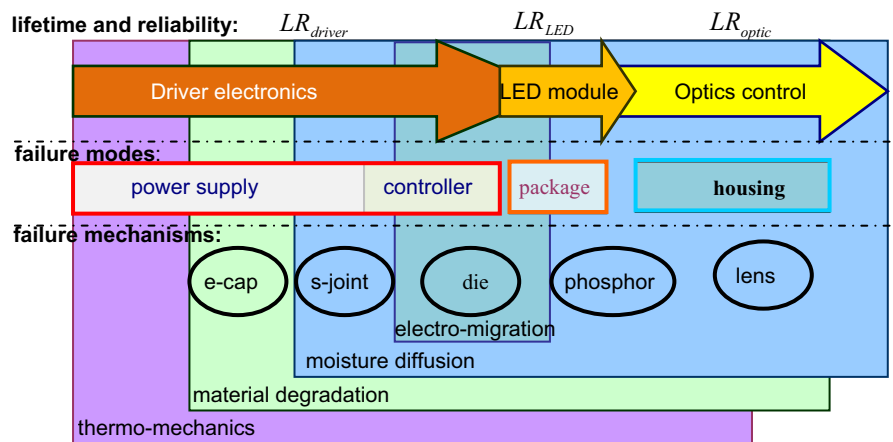 lifetime and reliability: LR_driver LR_LED LR_optic
Driver electronics LED module Optics control
failure modes:
power supply controller package housing
failure mechanisms:
e-cap s-joint die phosphor lens
electro-migration
moisture diffusion
material degradation
thermo-mechanics